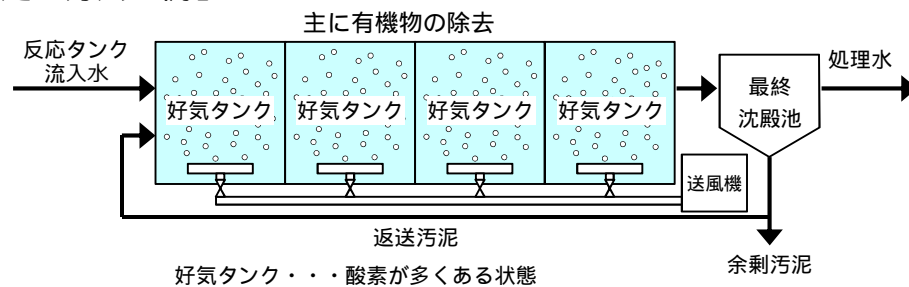 主に有機物の除去
反応タンク
流入水
好気タンク
好気タンク
好気タンク
好気タンク
最終
沈殿池
処理水
送風機
返送汚泥
余剰汚泥
好気タンク・・・酸素が多くある状態